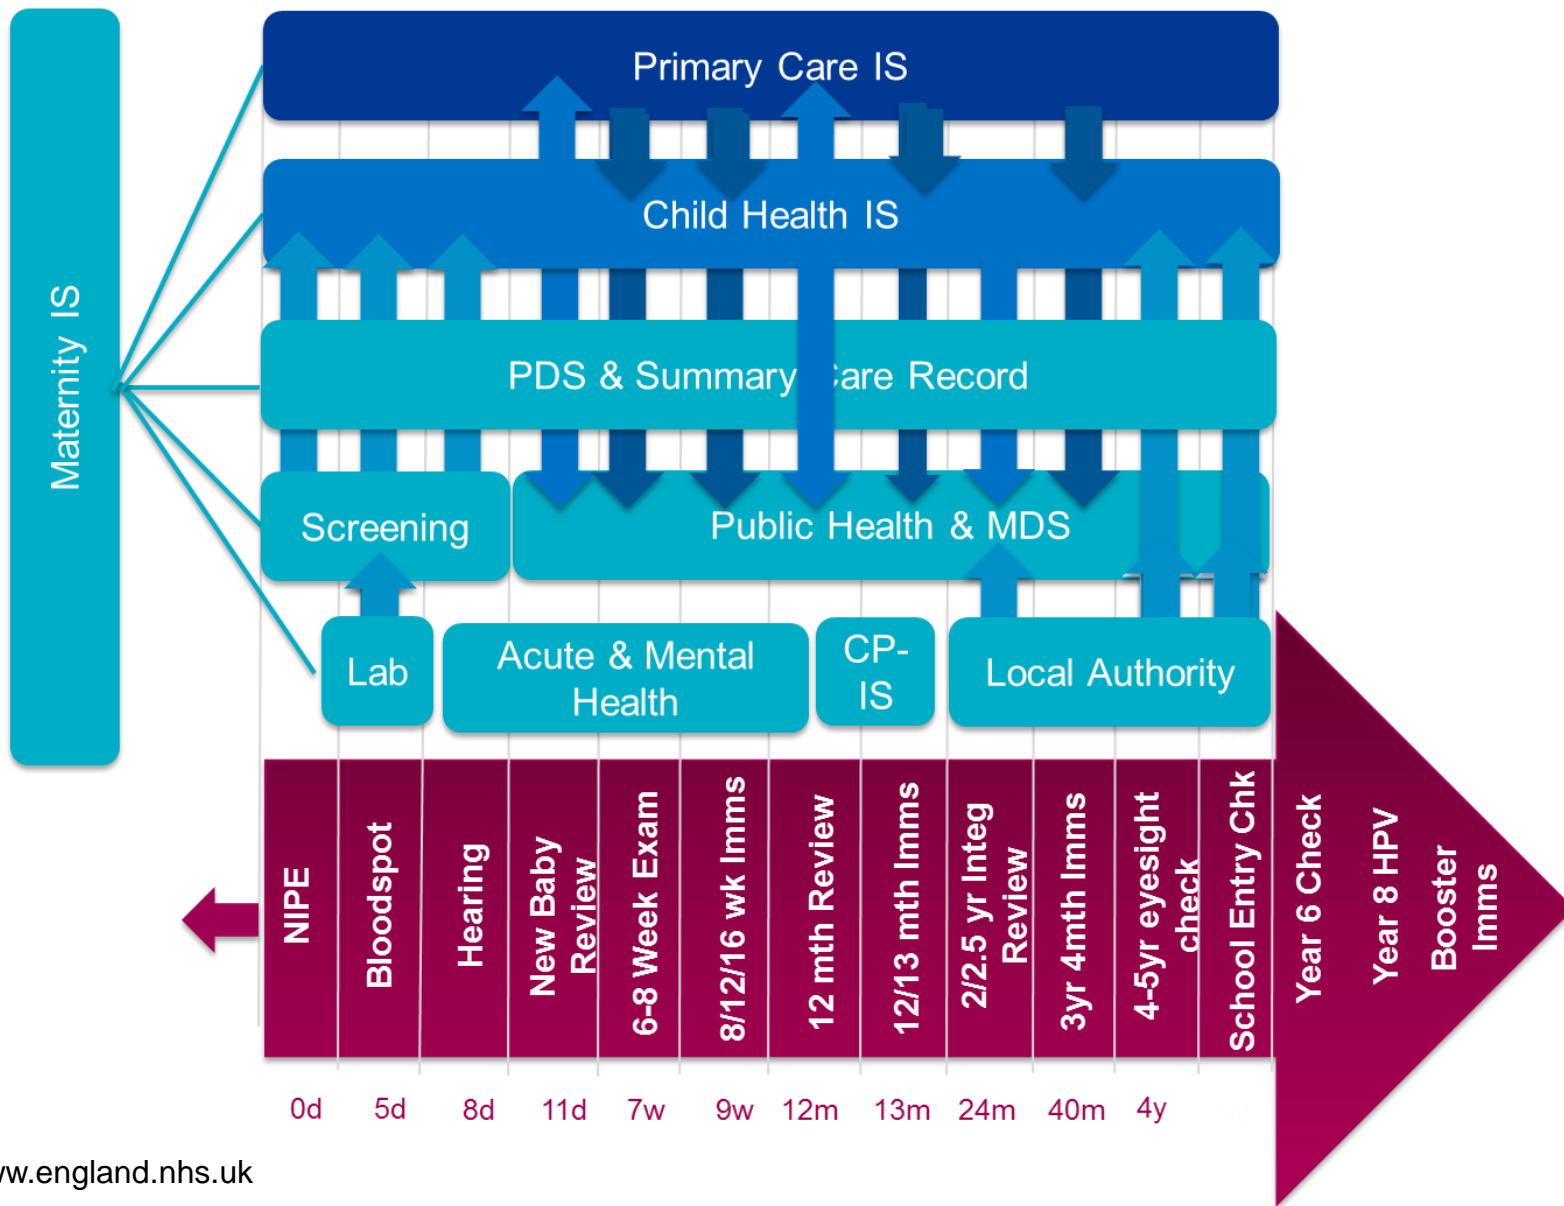 Maternity IS
Primary Care IS
Child Health IS
PDS & Summary Care Record
Screening
Public Health & MDS
Lab
Acute & Mental
Health
CP-
IS
Local Authority
NIPE
Bloodspot
Hearing
New Baby
Review
6-8 Week Exam
8/12/16 wk Imms
12 mth Review
12/13 mth Imms
2/2.5 yr Integ
Review
3yr 4mth Imms
4-5yr eyesight
check
School Entry Chk
Year 6 Check
Year 8 HPV
Booster
Imms
0d
5d
8d
11d
7w
9w
12m
13m
24m
40m
4y
w.england.nhs.uk